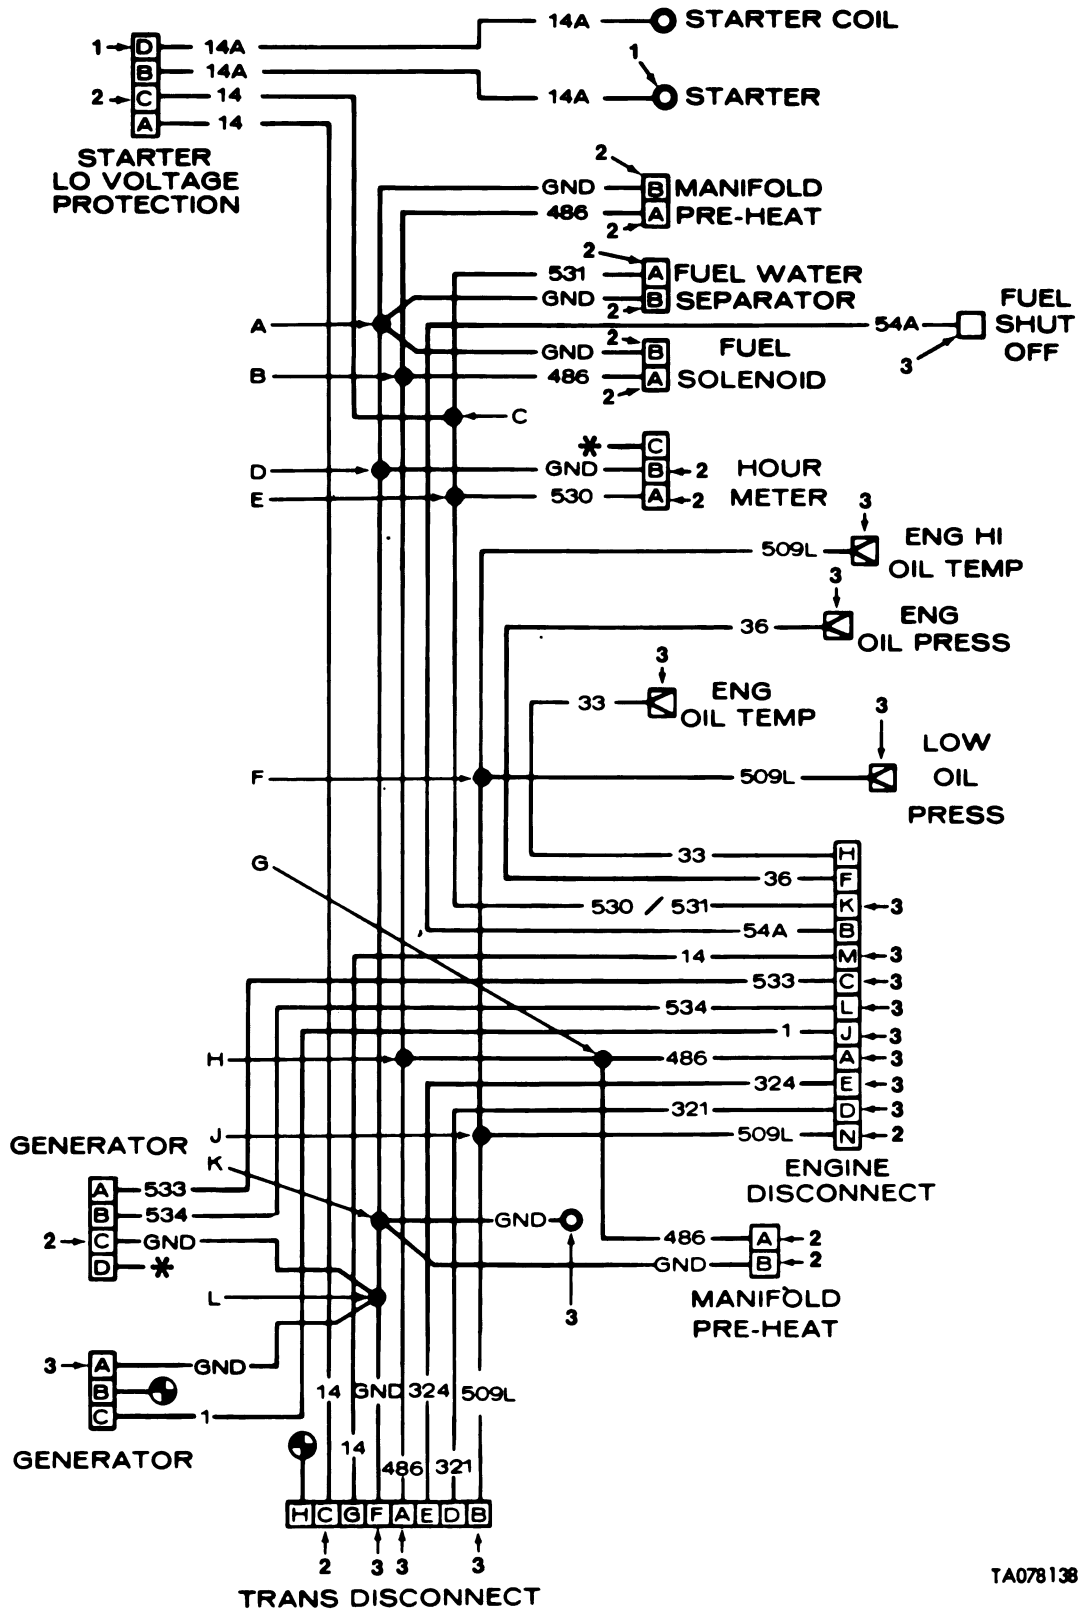 14A STARTER COIL
1 D 14A
B 14A
1
2 C 14
14A STARTER
A 14
STARTER
LO VOLTAGE
PROTECTION
2
GND B MANIFOLD
486 A PRE-HEAT
2
2
531 A FUEL WATER
GND B SEPARATOR
2
A
54A
FUEL
SHUT
OFF
3
2
GND B FUEL
B
486 A SOLENOID
2
C
* C
D GND B 2 HOUR
E 530 A 2 METER
3
509L ENG HI
OIL TEMP
3
36 ENG
OIL PRESS
3
33 ENG
OIL TEMP
3
F 509L
LOW
OIL
PRESS
G
33 H
36 F
530 / 531 K 3
54A B
14 M 3
533 C 3
534 L 3
1 J 3
H 486 A 3
324 E 3
321 D 3
J 509L N 2
ENGINE
DISCONNECT
GENERATOR
K
A 533
B 534
2 C GND
D *
GND
3
486 A 2
GND B 2
MANIFOLD
PRE-HEAT
L
3 A GND
B
C 1
GENERATOR
14 GND 324 509L
14 486 321
H C G F A E D B
2 3 3 3
TRANS DISCONNECT
TA078138